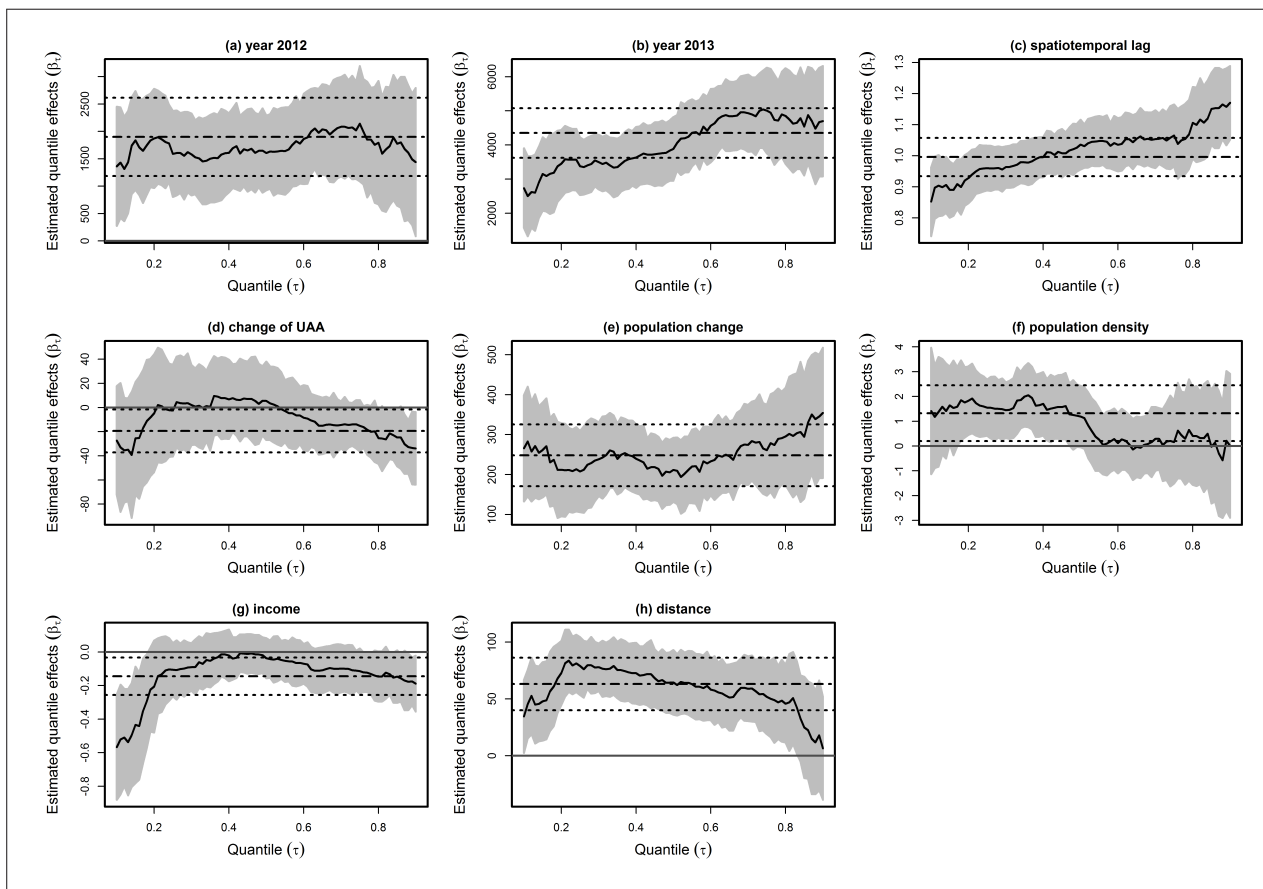 (a) year 2012
Estimated quantile effects (βτ)
0
500
1500
2500
0.2 0.4 0.6 0.8
Quantile (τ)
(b) year 2013
Estimated quantile effects (βτ)
2000
4000
6000
0.2 0.4 0.6 0.8
Quantile (τ)
(c) spatiotemporal lag
Estimated quantile effects (βτ)
0.8
0.9
1.0
1.1
1.2
1.3
0.2 0.4 0.6 0.8
Quantile (τ)
(d) change of UAA
Estimated quantile effects (βτ)
-80
-40
0
20
40
0.2 0.4 0.6 0.8
Quantile (τ)
(e) population change
Estimated quantile effects (βτ)
100
200
300
400
500
0.2 0.4 0.6 0.8
Quantile (τ)
(f) population density
Estimated quantile effects (βτ)
-3
-2
-1
0
1
2
3
4
0.2 0.4 0.6 0.8
Quantile (τ)
(g) income
Estimated quantile effects (βτ)
-0.8
-0.6
-0.4
-0.2
0.0
0.2 0.4 0.6 0.8
Quantile (τ)
(h) distance
Estimated quantile effects (βτ)
0
50
100
0.2 0.4 0.6 0.8
Quantile (τ)